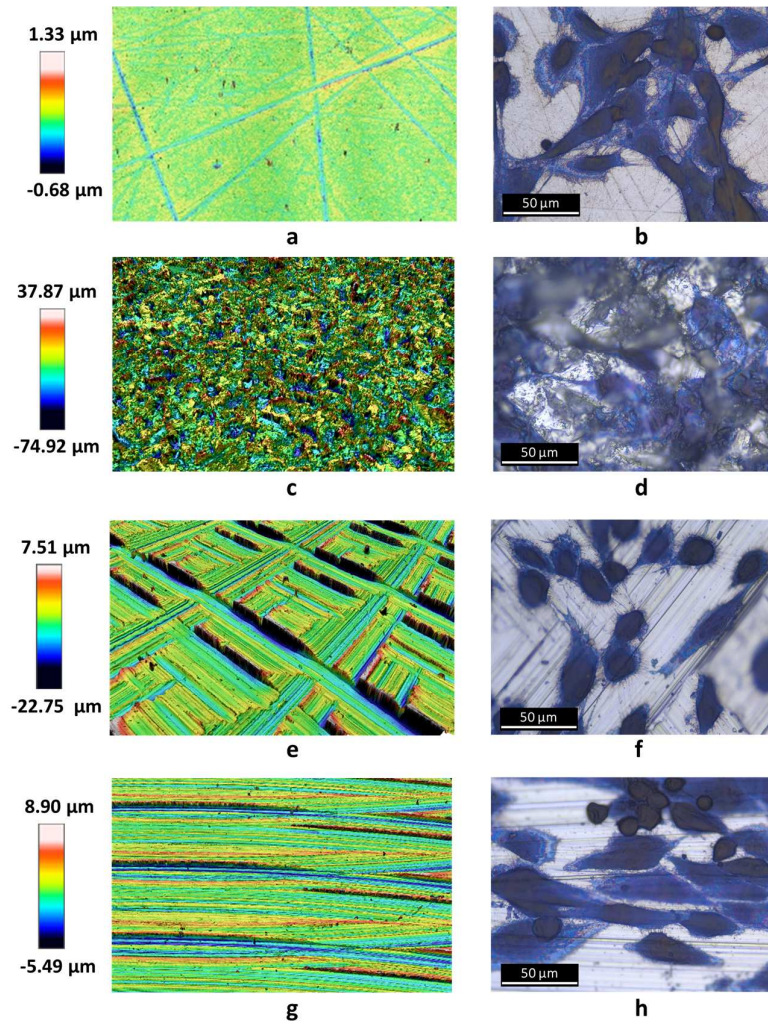 1.33 µm
-0.68 µm
a
50 µm
b
37.87 µm
-74.92 µm
c
50 µm
d
7.51 µm
-22.75 µm
e
50 µm
f
8.90 µm
-5.49 µm
g
50 µm
h